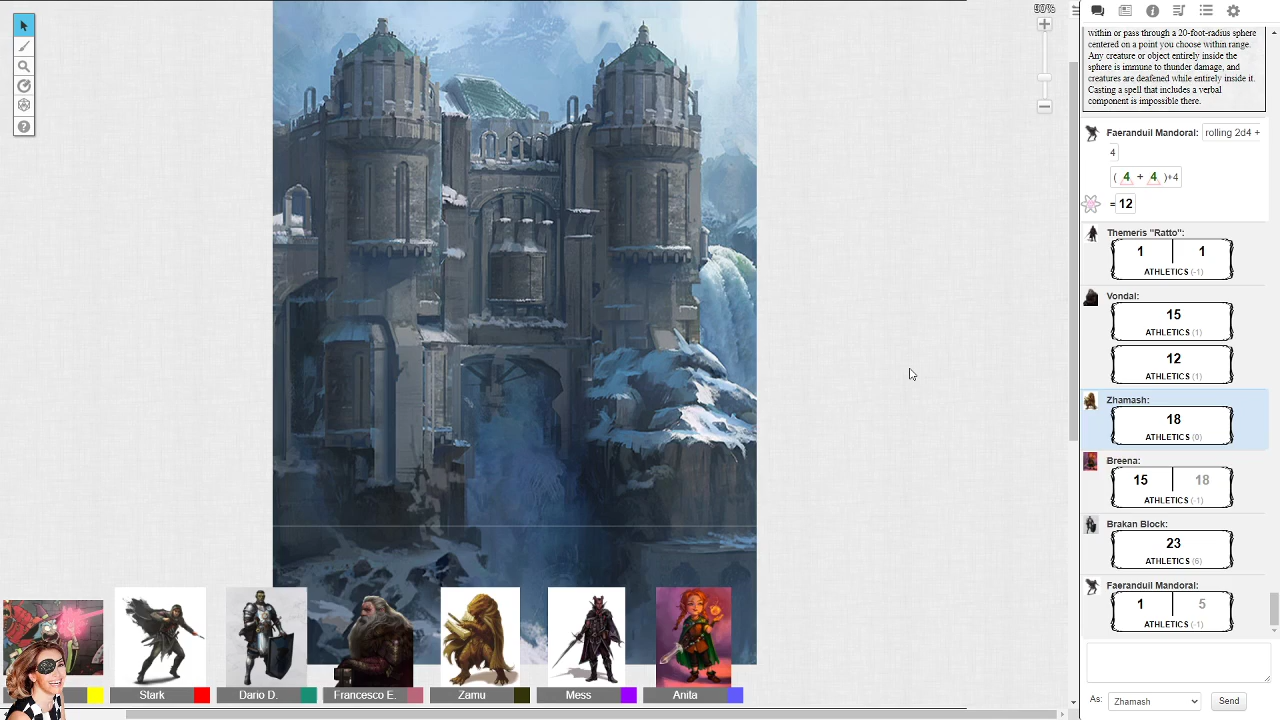 90%
within or pass through a 20-foot-radius sphere
centered on a point you choose within range.
Any creature or object entirely inside the
sphere is immune to thunder damage, and
creatures are deafened while entirely inside it.
Casting a spell that includes a verbal
component is impossible there.
Faeranduil Mandoral: rolling 2d4 +
4
( 4 + 4 )+4
=12
Themeris "Ratto":
1 1
ATHLETICS (-1)
Vondal:
15
ATHLETICS (1)
12
ATHLETICS (1)
Zhamash:
18
ATHLETICS (0)
Breena:
15 18
ATHLETICS (-1)
Brakan Block:
23
ATHLETICS (6)
Faeranduil Mandoral:
1 5
ATHLETICS (-1)
Stark
Dario D.
Francesco E.
Zamu
Mess
Anita
As: Zhamash Send